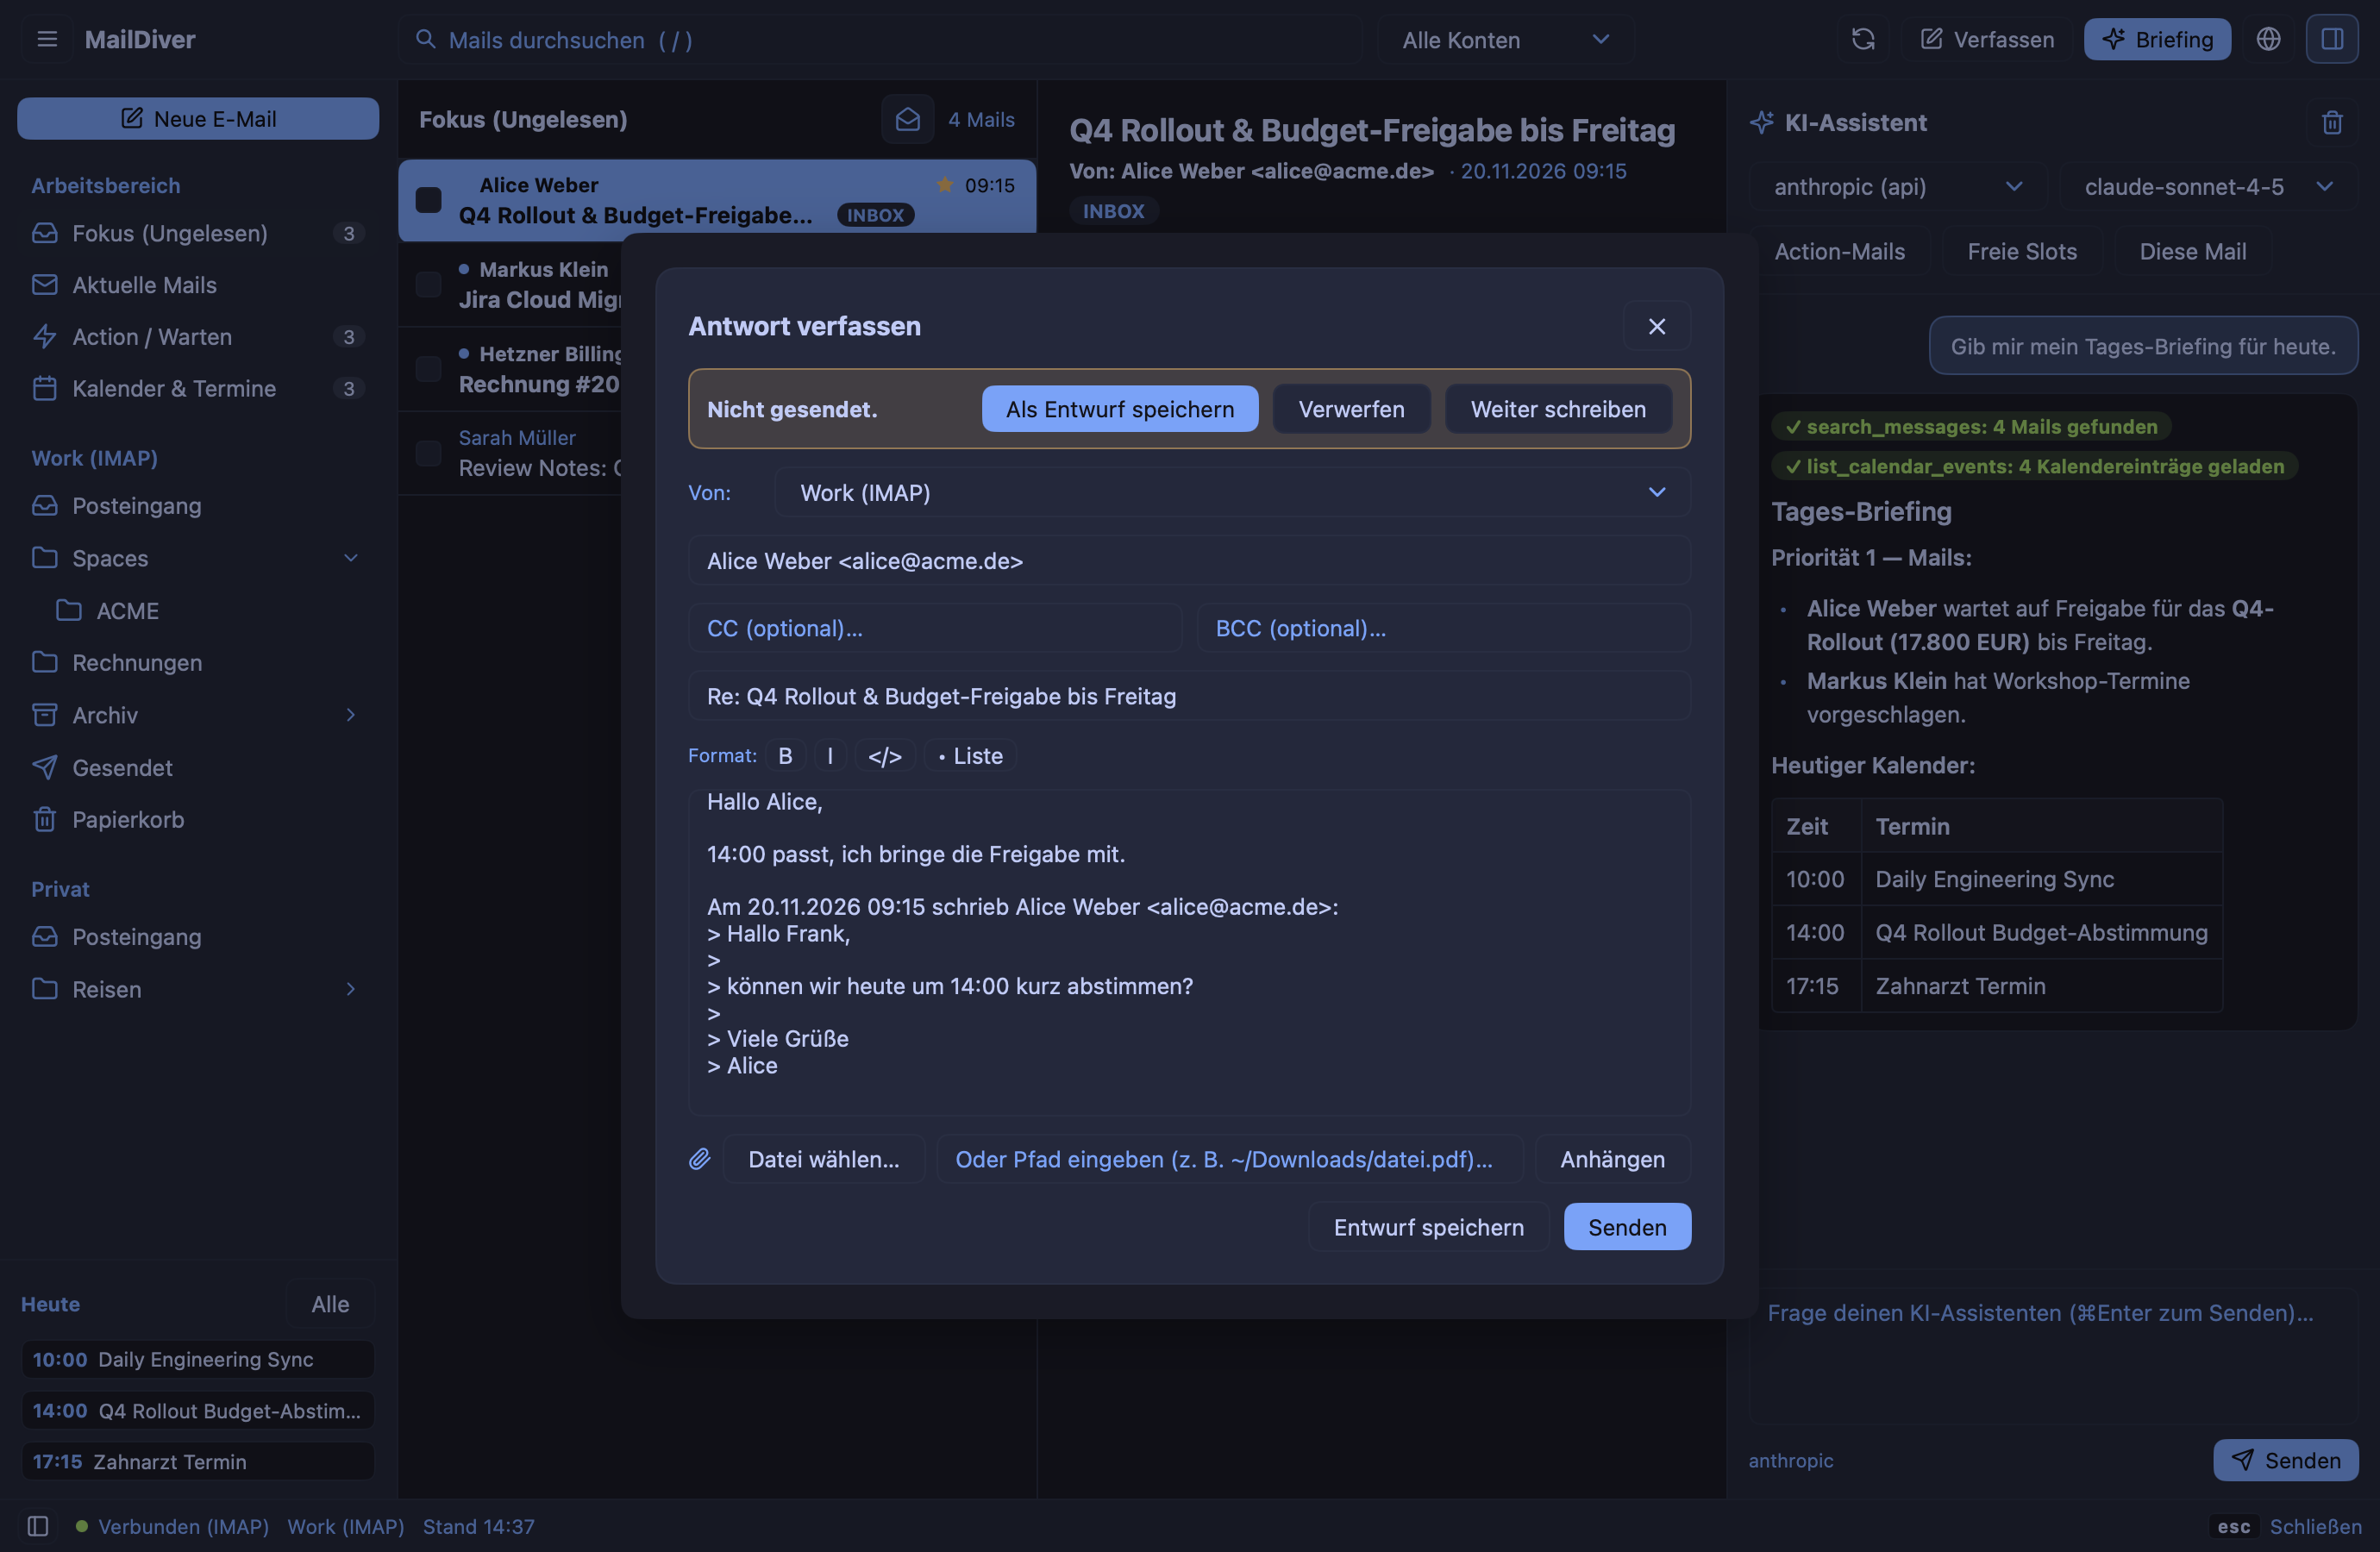 MailDiver
Mails durchsuchen ( / )
Alle Konten
Verfassen
Briefing
Neue E-Mail
Arbeitsbereich
Fokus (Ungelesen) 3
Aktuelle Mails
Action / Warten 3
Kalender & Termine 3
Work (IMAP)
Posteingang
Spaces
ACME
Rechnungen
Archiv
Gesendet
Papierkorb
Privat
Posteingang
Reisen
Heute Alle
10:00 Daily Engineering Sync
14:00 Q4 Rollout Budget-Abstim...
17:15 Zahnarzt Termin
Fokus (Ungelesen) 4 Mails
Alice Weber 09:15
Q4 Rollout & Budget-Freigabe... INBOX
Markus Klein
Jira Cloud
Hetzner
Rechnung #20
Sarah Müller
Review Notes:
Q4 Rollout & Budget-Freigabe bis Freitag
Von: Alice Weber <alice@acme.de> · 20.11.2026 09:15
INBOX
Antwort verfassen
Nicht gesendet. Als Entwurf speichern Verwerfen Weiter schreiben
Von: Work (IMAP)
Alice Weber <alice@acme.de>
CC (optional)... BCC (optional)...
Re: Q4 Rollout & Budget-Freigabe bis Freitag
Format: B I </> • Liste
Hallo Alice,
14:00 passt, ich bringe die Freigabe mit.
Am 20.11.2026 09:15 schrieb Alice Weber <alice@acme.de>:
> Hallo Frank,
>
> können wir heute um 14:00 kurz abstimmen?
>
> Viele Grüße
> Alice
Datei wählen... Oder Pfad eingeben (z. B. ~/Downloads/datei.pdf)... Anhängen
Entwurf speichern Senden
KI-Assistent
anthropic (api) claude-sonnet-4-5
Action-Mails Freie Slots Diese Mail
Gib mir mein Tages-Briefing für heute.
✓ search_messages: 4 Mails gefunden
✓ list_calendar_events: 4 Kalendereinträge geladen
Tages-Briefing
Priorität 1 — Mails:
• Alice Weber wartet auf Freigabe für das Q4-
Rollout (17.800 EUR) bis Freitag.
• Markus Klein hat Workshop-Termine
vorgeschlagen.
Heutiger Kalender:
Zeit Termin
10:00 Daily Engineering Sync
14:00 Q4 Rollout Budget-Abstimmung
17:15 Zahnarzt Termin
Frage deinen KI-Assistenten (⌘Enter zum Senden)...
anthropic Senden
Verbunden (IMAP) Work (IMAP) Stand 14:37
esc Schließen